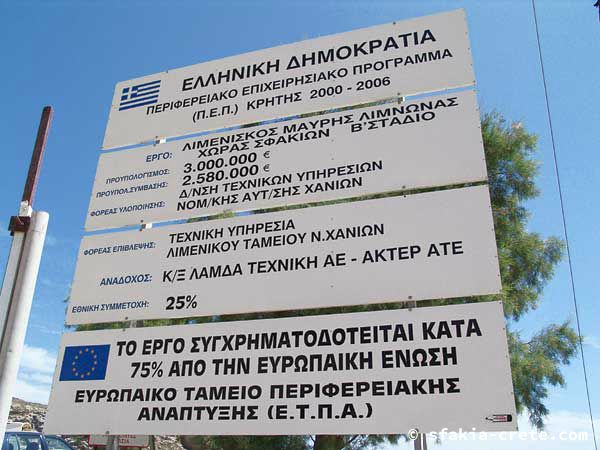 ΕΛΛΗΝΙΚΗ ΔΗΜΟΚΡΑΤΙΑ
ΠΕΡΙΦΕΡΕΙΑΚΟ ΕΠΙΧΕΙΡΗΣΙΑΚΟ ΠΡΟΓΡΑΜΜΑ
(Π.Ε.Π.) ΚΡΗΤΗΣ 2000 - 2006
ΕΡΓΟ: ΛΙΜΕΝΙΣΚΟΣ ΜΑΥΡΗΣ ΛΙΜΝΩΝΑΣ
ΧΩΡΑΣ ΣΦΑΚΙΩΝ Β'ΣΤΑΔΙΟ
ΠΡΟΥΠΟΛΟΓΙΣΜΟΣ: 3.000.000 €
ΠΡΟΥΠΟΛ.ΣΥΜΒΑΣΗΣ: 2.580.000 €
ΦΟΡΕΑΣ ΥΛΟΠΟΙΗΣΗΣ: Δ/ΝΣΗ ΤΕΧΝΙΚΩΝ ΥΠΗΡΕΣΙΩΝ
ΝΟΜ/ΚΗΣ ΑΥΤ/ΣΗΣ ΧΑΝΙΩΝ
ΦΟΡΕΑΣ ΕΠΙΒΛΕΨΗΣ: ΤΕΧΝΙΚΗ ΥΠΗΡΕΣΙΑ
ΛΙΜΕΝΙΚΟΥ ΤΑΜΕΙΟΥ Ν.ΧΑΝΙΩΝ
ΑΝΑΔΟΧΟΣ: Κ/Ξ ΛΑΜΔΑ ΤΕΧΝΙΚΗ ΑΕ - ΑΚΤΕΡ ΑΤΕ
ΕΘΝΙΚΗ ΣΥΜΜΕΤΟΧΗ: 25%
ΤΟ ΕΡΓΟ ΣΥΓΧΡΗΜΑΤΟΔΟΤΕΙΤΑΙ ΚΑΤΑ
75% ΑΠΟ ΤΗΝ ΕΥΡΩΠΑΙΚΗ ΕΝΩΣΗ
ΕΥΡΩΠΑΙΚΟ ΤΑΜΕΙΟ ΠΕΡΙΦΕΡΕΙΑΚΗΣ
ΑΝΑΠΤΥΞΗΣ (Ε.Τ.Π.Α.)
© sfakia-crete.com